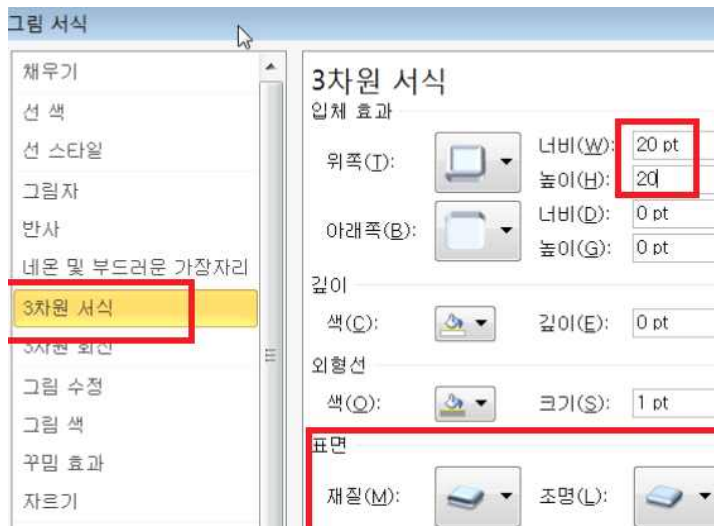 그림 서식
채우기
선 색
선 스타일
그림자
반사
네온 및 부드러운 가장자리
3차원 서식
3차원 회전
그림 수정
그림 색
꾸밈 효과
자르기
3차원 서식
입체 효과
위쪽(T):
너비(W): 20 pt
높이(H): 20
아래쪽(B):
너비(D): 0 pt
높이(G): 0 pt
깊이
색(C):
깊이(E): 0 pt
외형선
색(O):
크기(S): 1 pt
표면
재질(M):
조명(L):